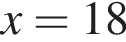 x = 18